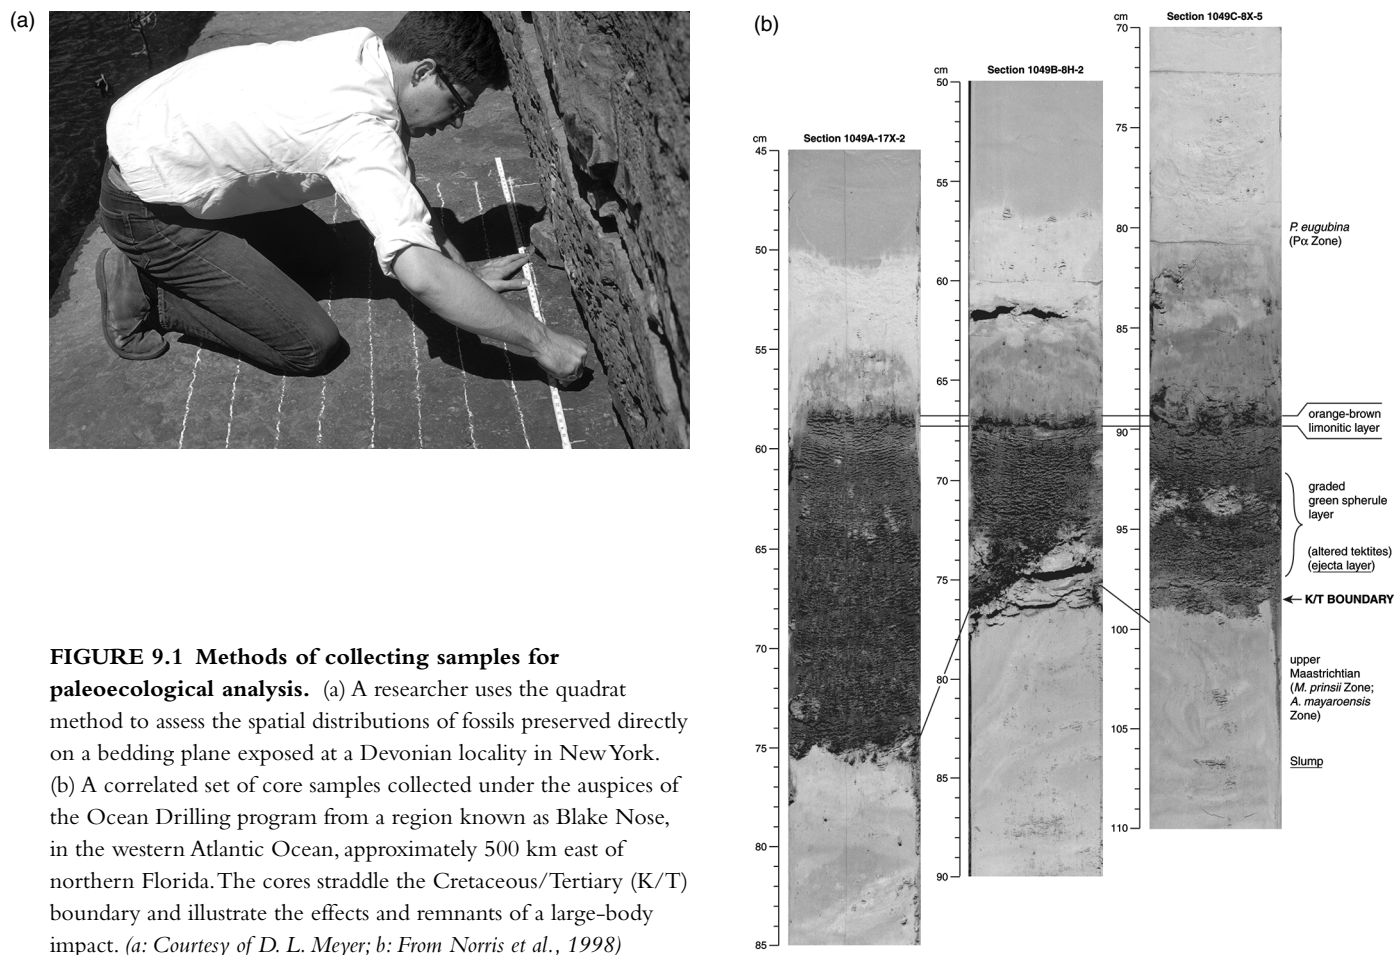 (a)
FIGURE 9.1 Methods of collecting samples for
paleoecological analysis. (a) A researcher uses the quadrat
method to assess the spatial distributions of fossils preserved directly
on a bedding plane exposed at a Devonian locality in New York.
(b) A correlated set of core samples collected under the auspices of
the Ocean Drilling program from a region known as Blake Nose,
in the western Atlantic Ocean, approximately 500 km east of
northern Florida. The cores straddle the Cretaceous/Tertiary (K/T)
boundary and illustrate the effects and remnants of a large-body
impact. (a: Courtesy of D. L. Meyer; b: From Norris et al., 1998)
(b)
cm
Section 1049A-17X-2
45
50
55
60
65
70
75
80
85
cm
Section 1049B-8H-2
50
55
60
65
70
75
80
85
90
cm
Section 1049C-8X-5
70
75
80
85
90
95
100
105
110
P. eugubina
(Pα Zone)
orange-brown
limonitic layer
graded
green spherule
layer
(altered tektites)
(ejecta layer)
K/T BOUNDARY
upper
Maastrichtian
(M. prinsii Zone;
A. mayaroensis
Zone)
Slump